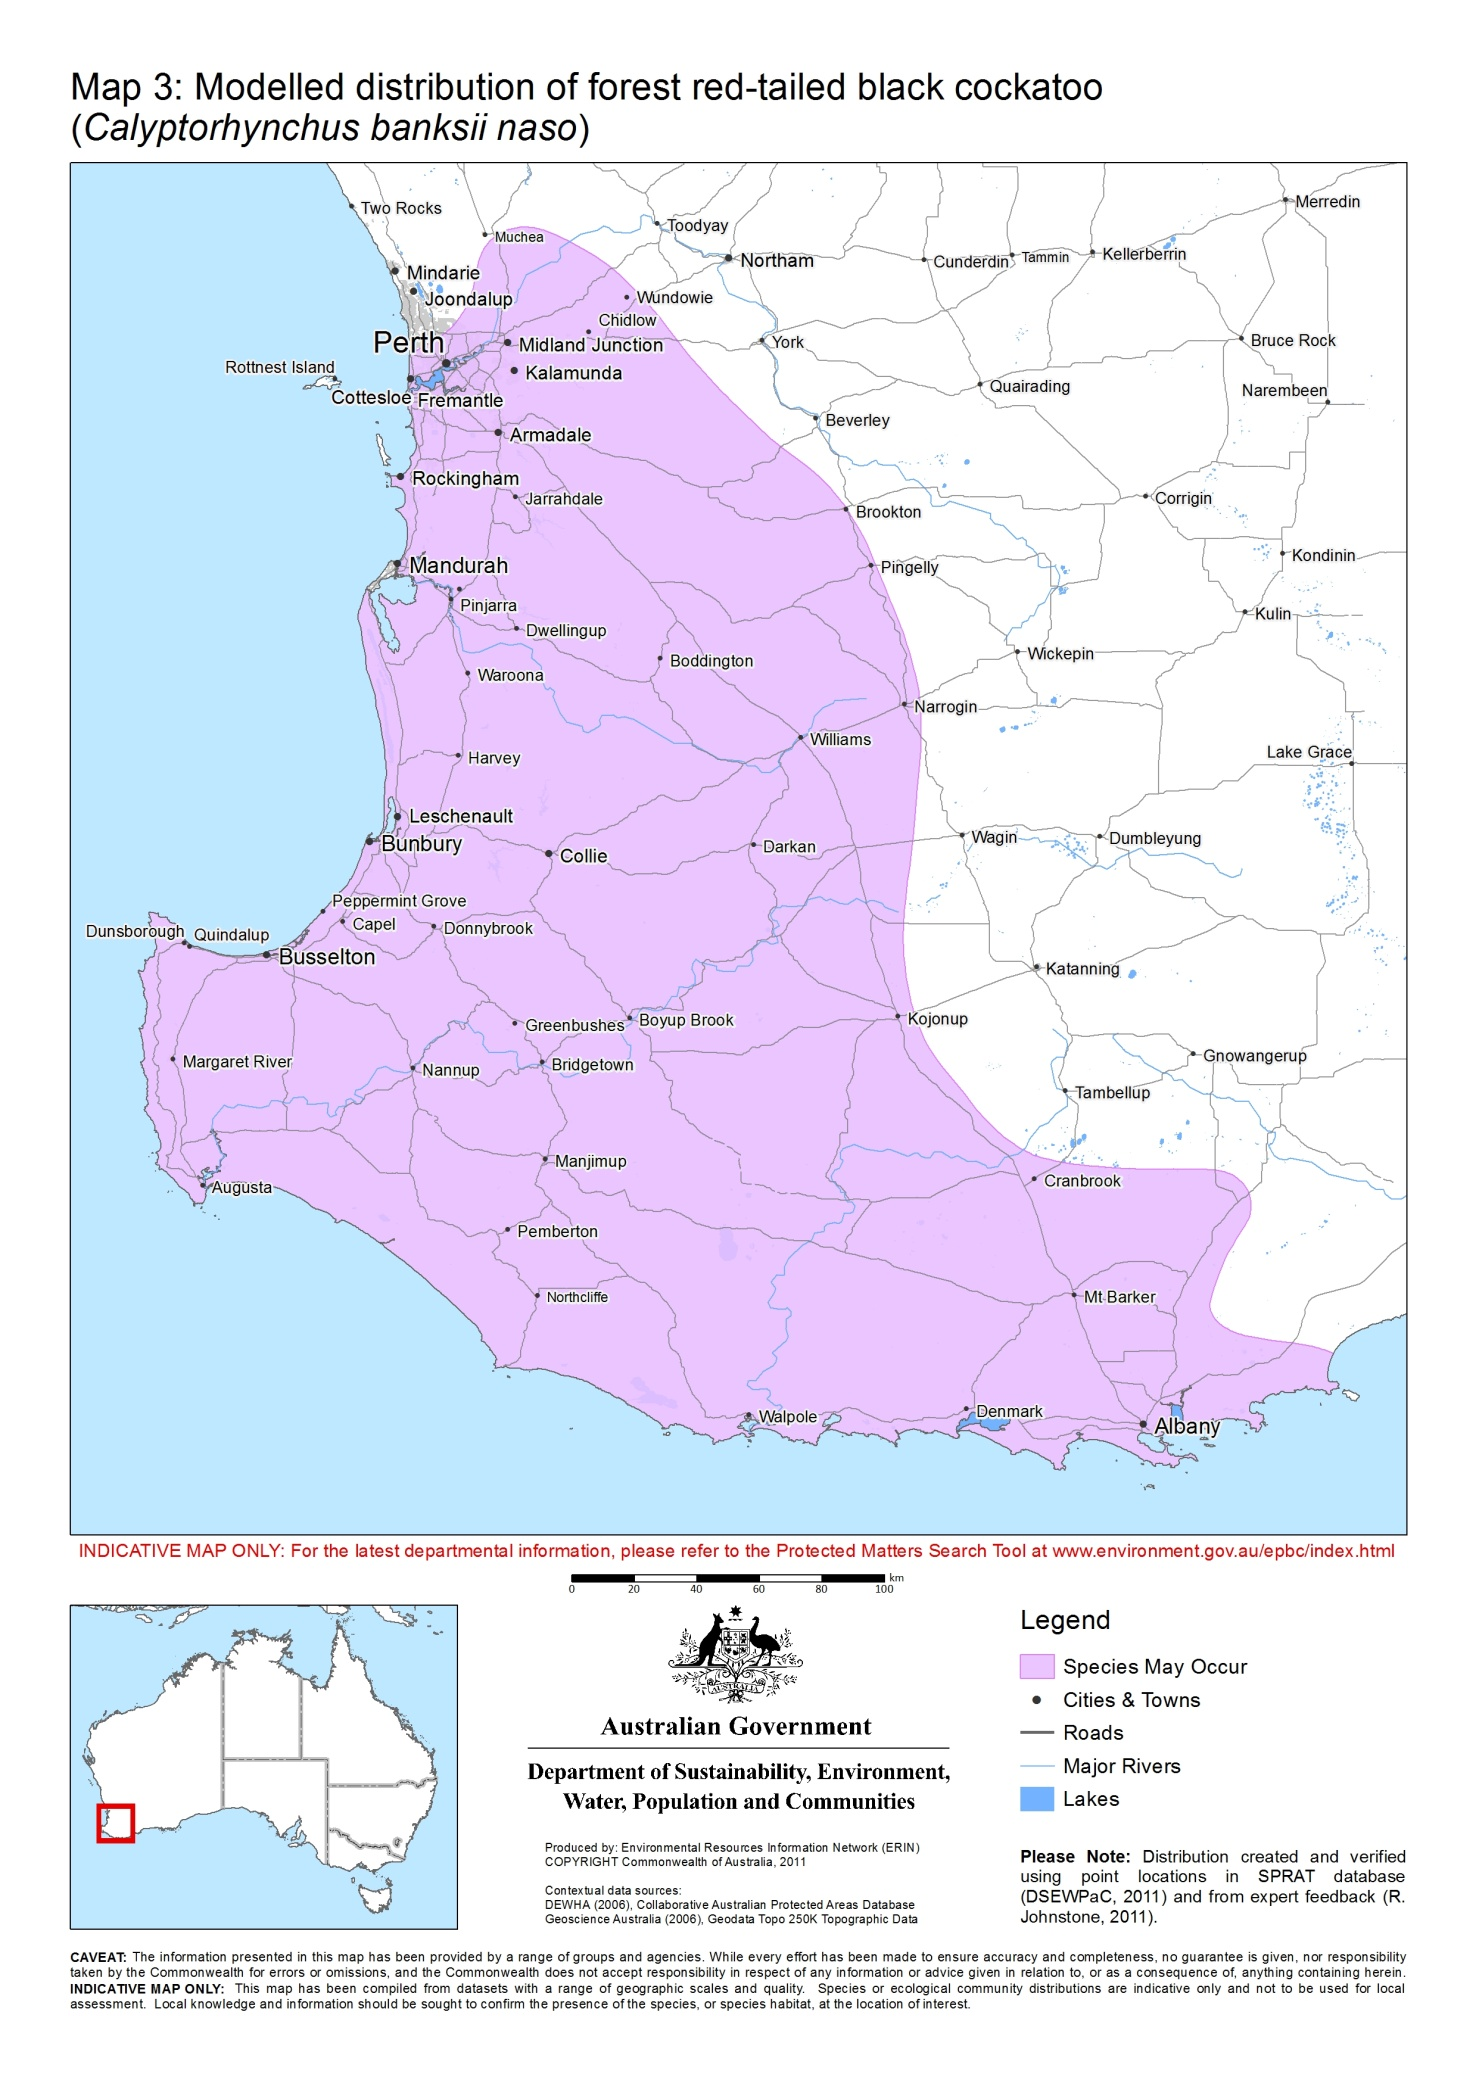 Map 3: Modelled distribution of forest red-tailed black cockatoo
(Calyptorhynchus banksii naso)
Two Rocks
Merredin
Toodyay
Muchea
Northam
Cunderdin
Tammin
Kellerberrin
Mindarie
Joondalup
Wundowie
Chidlow
Perth
Midland Junction
York
Bruce Rock
Rottnest Island
Kalamunda
Quairading
Narembeen
Cottesloe
Fremantle
Beverley
Armadale
Rockingham
Jarrahdale
Corrigin
Brookton
Kondinin
Mandurah
Pingelly
Pinjarra
Kulin
Dwellingup
Boddington
Wickepin
Waroona
Narrogin
Williams
Harvey
Lake Grace
Leschenault
Bunbury
Collie
Darkan
Wagin
Dumbleyung
Peppermint Grove
Capel
Donnybrook
Dunsborough
Quindalup
Busselton
Katanning
Greenbushes
Boyup Brook
Kojonup
Margaret River
Nannup
Bridgetown
Gnowangerup
Tambellup
Manjimup
Augusta
Cranbrook
Pemberton
Northcliffe
Mt Barker
Walpole
Denmark
Albany
INDICATIVE MAP ONLY: For the latest departmental information, please refer to the Protected Matters Search Tool at www.environment.gov.au/epbc/index.html
km
0 20 40 60 80 100
AUSTRALIA
Australian Government
Department of Sustainability, Environment,
Water, Population and Communities
Produced by: Environmental Resources Information Network (ERIN)
COPYRIGHT Commonwealth of Australia, 2011
Contextual data sources:
DEWHA (2006), Collaborative Australian Protected Areas Database
Geoscience Australia (2006), Geodata Topo 250K Topographic Data
Legend
Species May Occur
Cities & Towns
Roads
Major Rivers
Lakes
Please Note: Distribution created and verified
using point locations in SPRAT database
(DSEWPaC, 2011) and from expert feedback (R.
Johnstone, 2011).
CAVEAT: The information presented in this map has been provided by a range of groups and agencies. While every effort has been made to ensure accuracy and completeness, no guarantee is given, nor responsibility
taken by the Commonwealth for errors or omissions, and the Commonwealth does not accept responsibility in respect of any information or advice given in relation to, or as a consequence of, anything containing herein.
INDICATIVE MAP ONLY: This map has been compiled from datasets with a range of geographic scales and quality. Species or ecological community distributions are indicative only and not to be used for local
assessment. Local knowledge and information should be sought to confirm the presence of the species, or species habitat, at the location of interest.